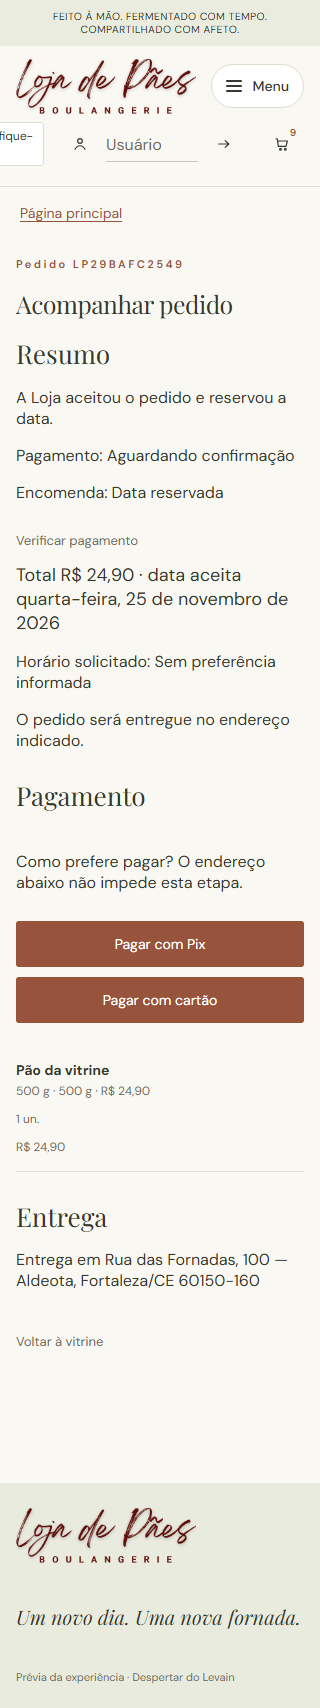 FEITO À MÃO. FERMENTADO COM TEMPO.
COMPARTILHADO COM AFETO.
Loja de Pães
BOULANGERIE
Menu
fique-
Usuário
9
Página principal
Pedido LP29BAFC2549
Acompanhar pedido
Resumo
A Loja aceitou o pedido e reservou a
data.
Pagamento: Aguardando confirmação
Encomenda: Data reservada
Verificar pagamento
Total R$ 24,90 · data aceita
quarta-feira, 25 de novembro de
2026
Horário solicitado: Sem preferência
informada
O pedido será entregue no endereço
indicado.
Pagamento
Como prefere pagar? O endereço
abaixo não impede esta etapa.
Pagar com Pix
Pagar com cartão
Pão da vitrine
500 g · 500 g · R$ 24,90
1 un.
R$ 24,90
Entrega
Entrega em Rua das Fornadas, 100 —
Aldeota, Fortaleza/CE 60150-160
Voltar à vitrine
Loja de Pães
BOULANGERIE
Um novo dia. Uma nova fornada.
Prévia da experiência · Despertar do Levain